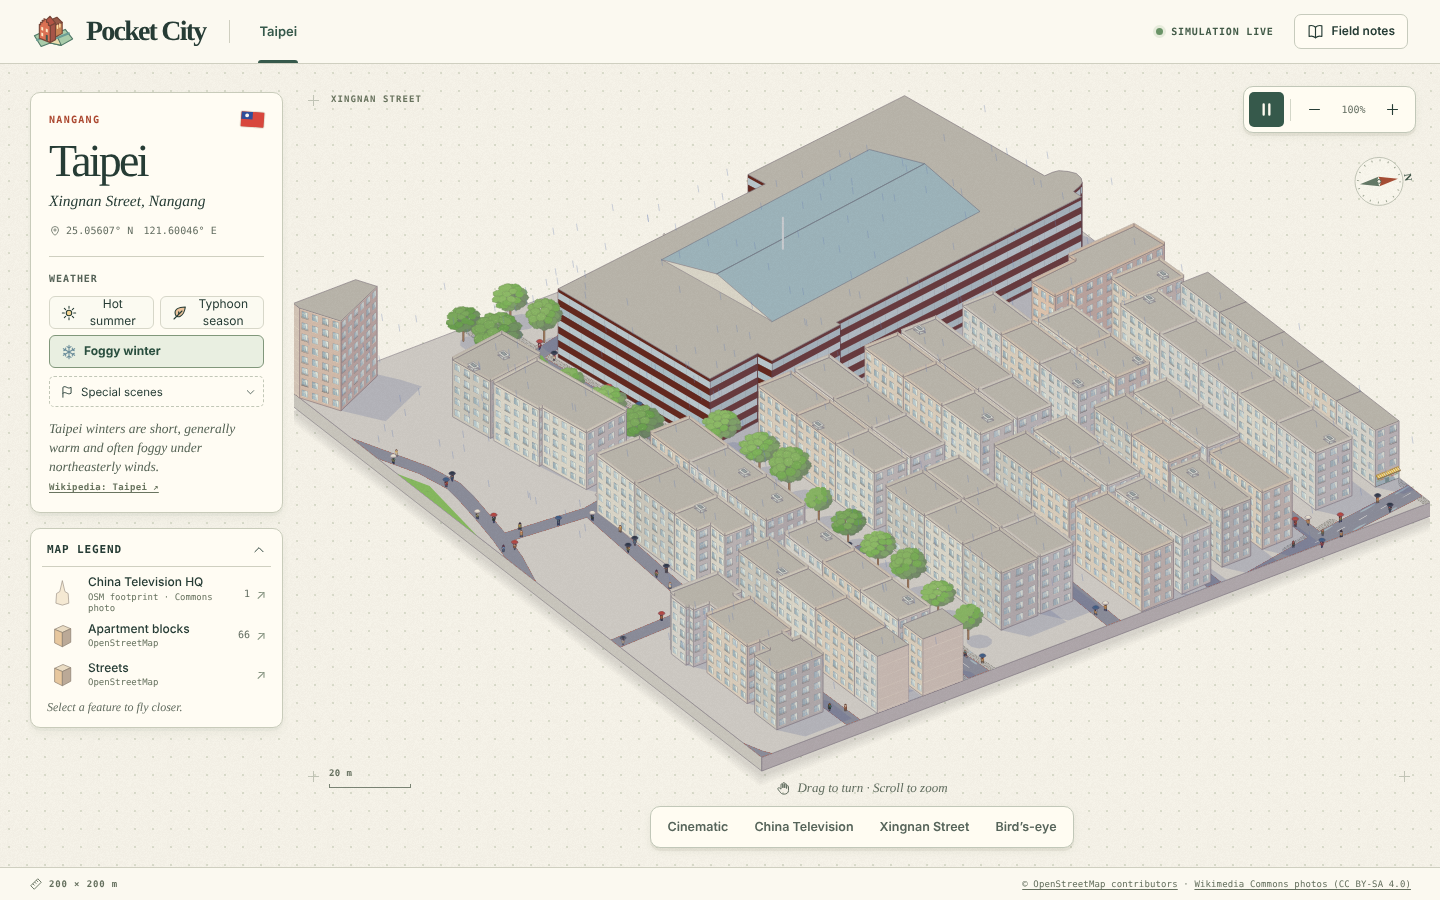 Pocket City
Taipei
SIMULATION LIVE
Field notes
NANGANG
Taipei
Xingnan Street, Nangang
25.05607° N 121.60046° E
WEATHER
Hot summer
Typhoon season
Foggy winter
Special scenes
Taipei winters are short, generally
warm and often foggy under
northeasterly winds.
Wikipedia: Taipei ↗
MAP LEGEND
China Television HQ
OSM footprint · Commons
photo
1
Apartment blocks
OpenStreetMap
66
Streets
OpenStreetMap
Select a feature to fly closer.
XINGNAN STREET
100%
N
20 m
Drag to turn · Scroll to zoom
Cinematic
China Television
Xingnan Street
Bird’s-eye
200 × 200 m
© OpenStreetMap contributors · Wikimedia Commons photos (CC BY-SA 4.0)